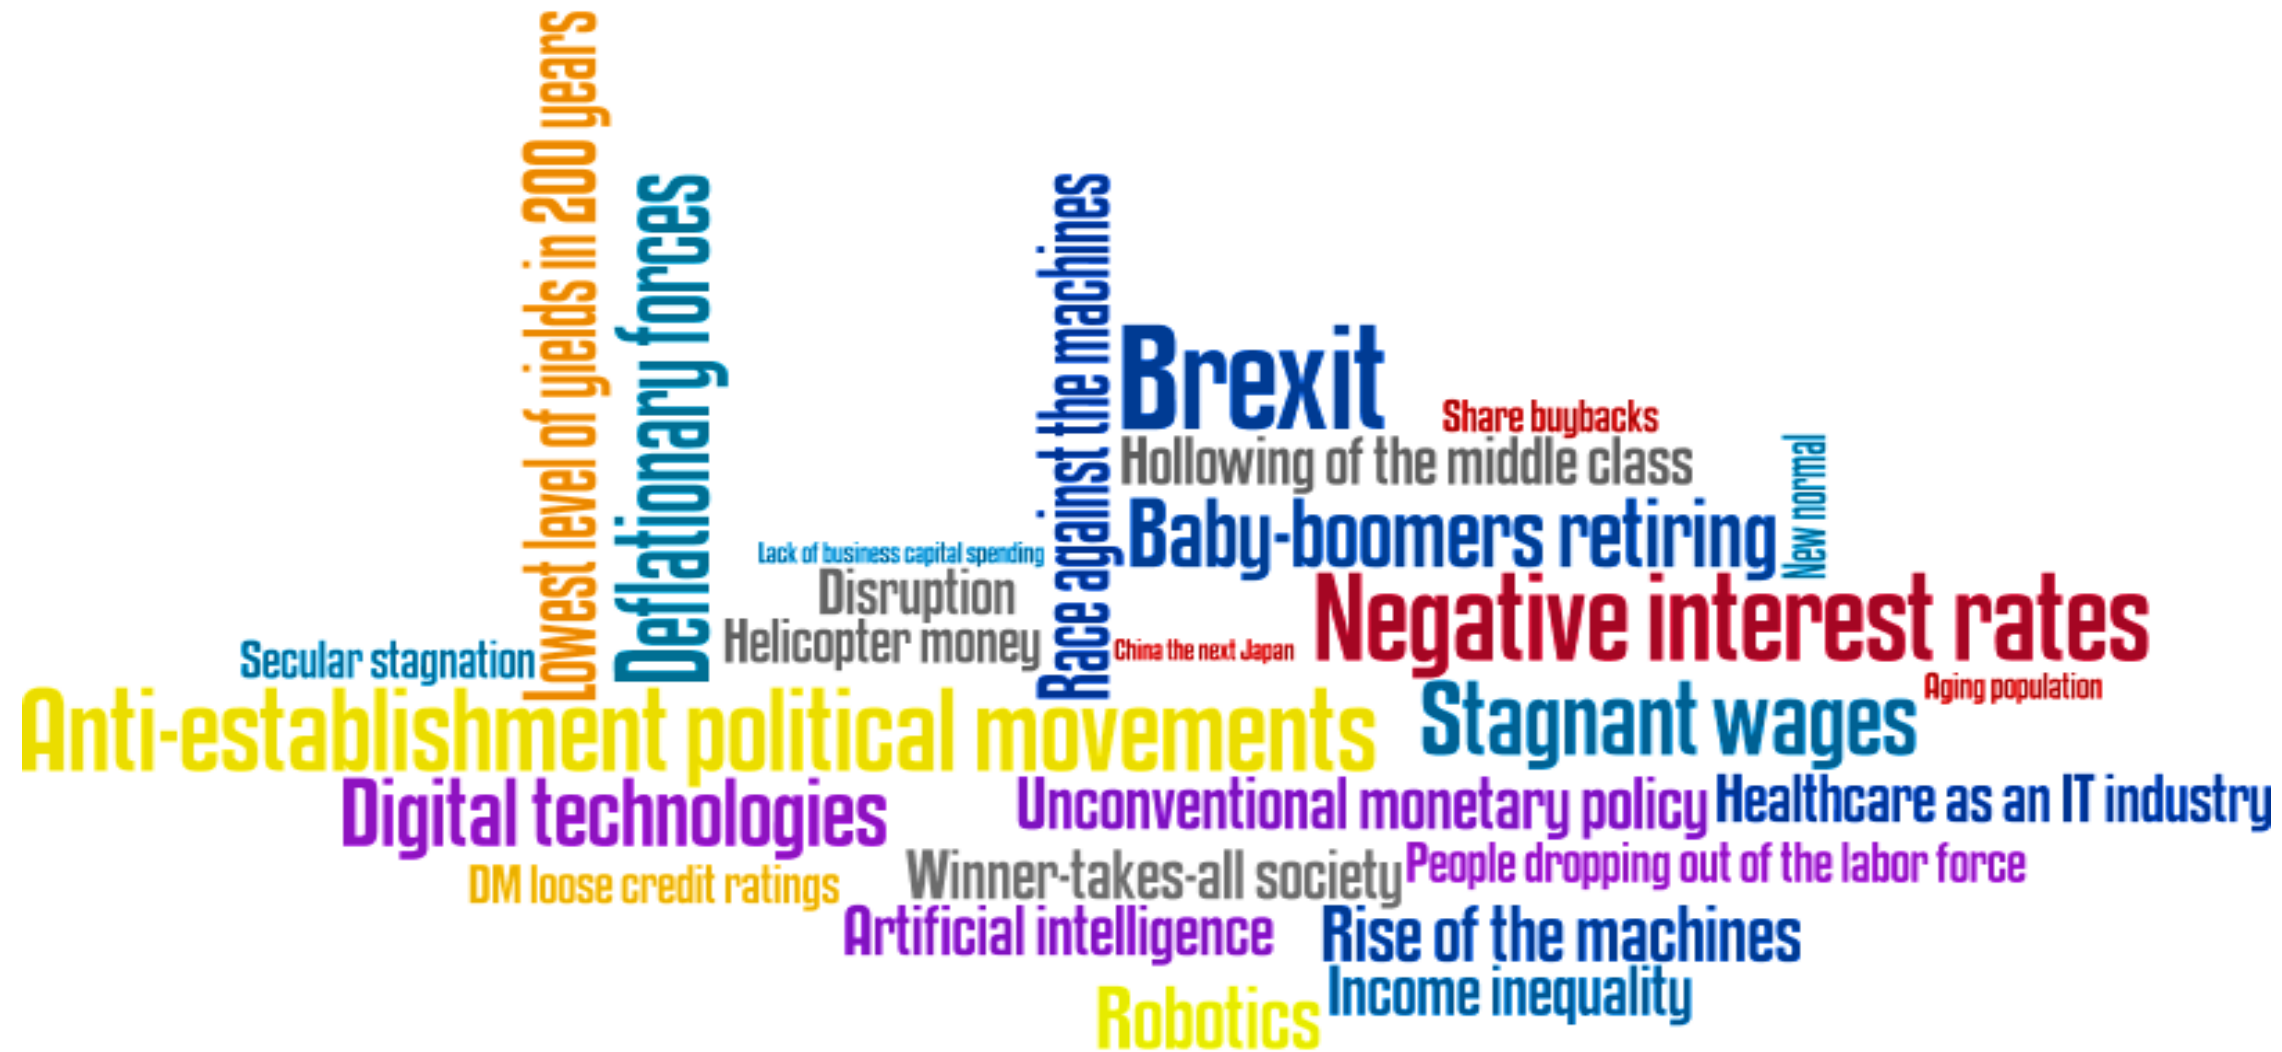 Lowest level of yields in 200 years
Deflationary forces
Race against the machines
Brexit
Share buybacks
Hollowing of the middle class
New normal
Baby-boomers retiring
Lack of business capital spending
Disruption
Negative interest rates
Helicopter money
China the next Japan
Secular stagnation
Aging population
Anti-establishment political movements
Stagnant wages
Digital technologies
Unconventional monetary policy
Healthcare as an IT industry
DM loose credit ratings
Winner-takes-all society
People dropping out of the labor force
Artificial intelligence
Rise of the machines
Income inequality
Robotics